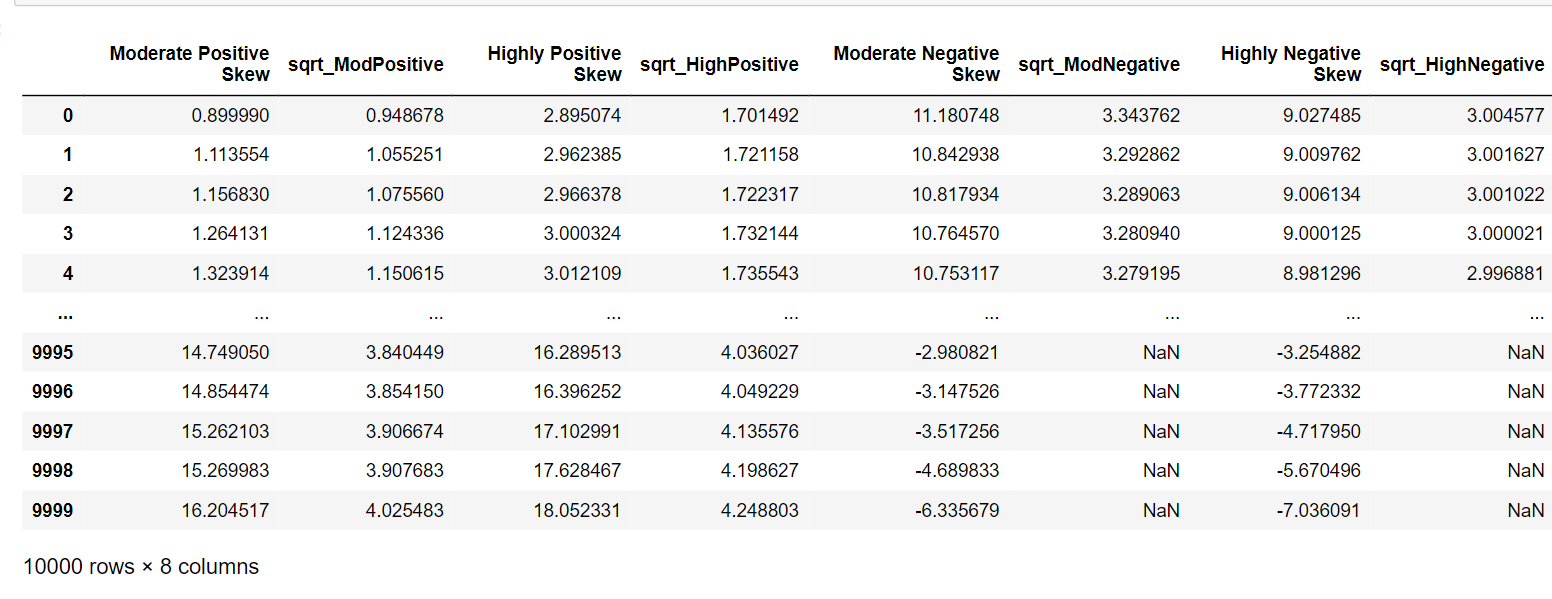 Moderate Positive Skew sqrt_ModPositive Highly Positive Skew sqrt_HighPositive Moderate Negative Skew sqrt_ModNegative Highly Negative Skew sqrt_HighNegative
0 0.899990 0.948678 2.895074 1.701492 11.180748 3.343762 9.027485 3.004577
1 1.113554 1.055251 2.962385 1.721158 10.842938 3.292862 9.009762 3.001627
2 1.156830 1.075560 2.966378 1.722317 10.817934 3.289063 9.006134 3.001022
3 1.264131 1.124336 3.000324 1.732144 10.764570 3.280940 9.000125 3.000021
4 1.323914 1.150615 3.012109 1.735543 10.753117 3.279195 8.981296 2.996881
... ... ... ... ... ... ... ... ...
9995 14.749050 3.840449 16.289513 4.036027 -2.980821 NaN -3.254882 NaN
9996 14.854474 3.854150 16.396252 4.049229 -3.147526 NaN -3.772332 NaN
9997 15.262103 3.906674 17.102991 4.135576 -3.517256 NaN -4.717950 NaN
9998 15.269983 3.907683 17.628467 4.198627 -4.689833 NaN -5.670496 NaN
9999 16.204517 4.025483 18.052331 4.248803 -6.335679 NaN -7.036091 NaN
10000 rows × 8 columns